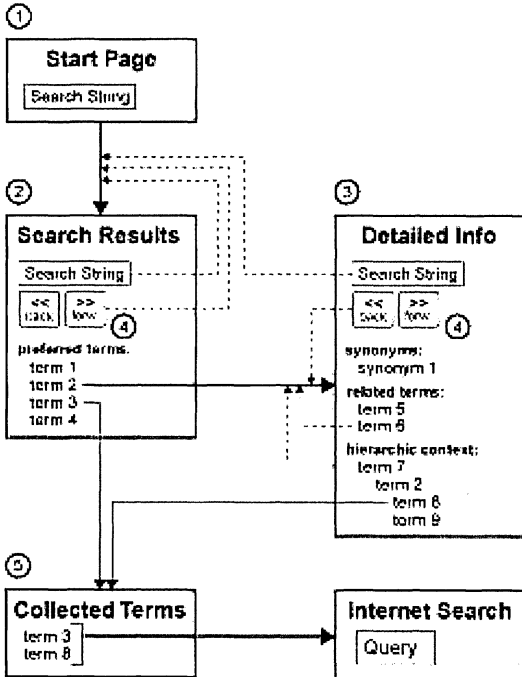 1
Start Page
Search String
2
Search Results
Search String
<< back
>> forw
4
preferred terms:
term 1
term 2
term 3
term 4
3
Detailed Info
Search String
<< back
>> forw
4
synonyms:
synonym 1
related terms:
term 5
term 6
hierarchic context:
term 7
term 2
term 8
term 9
5
Collected Terms
term 3
term 8
Internet Search
Query